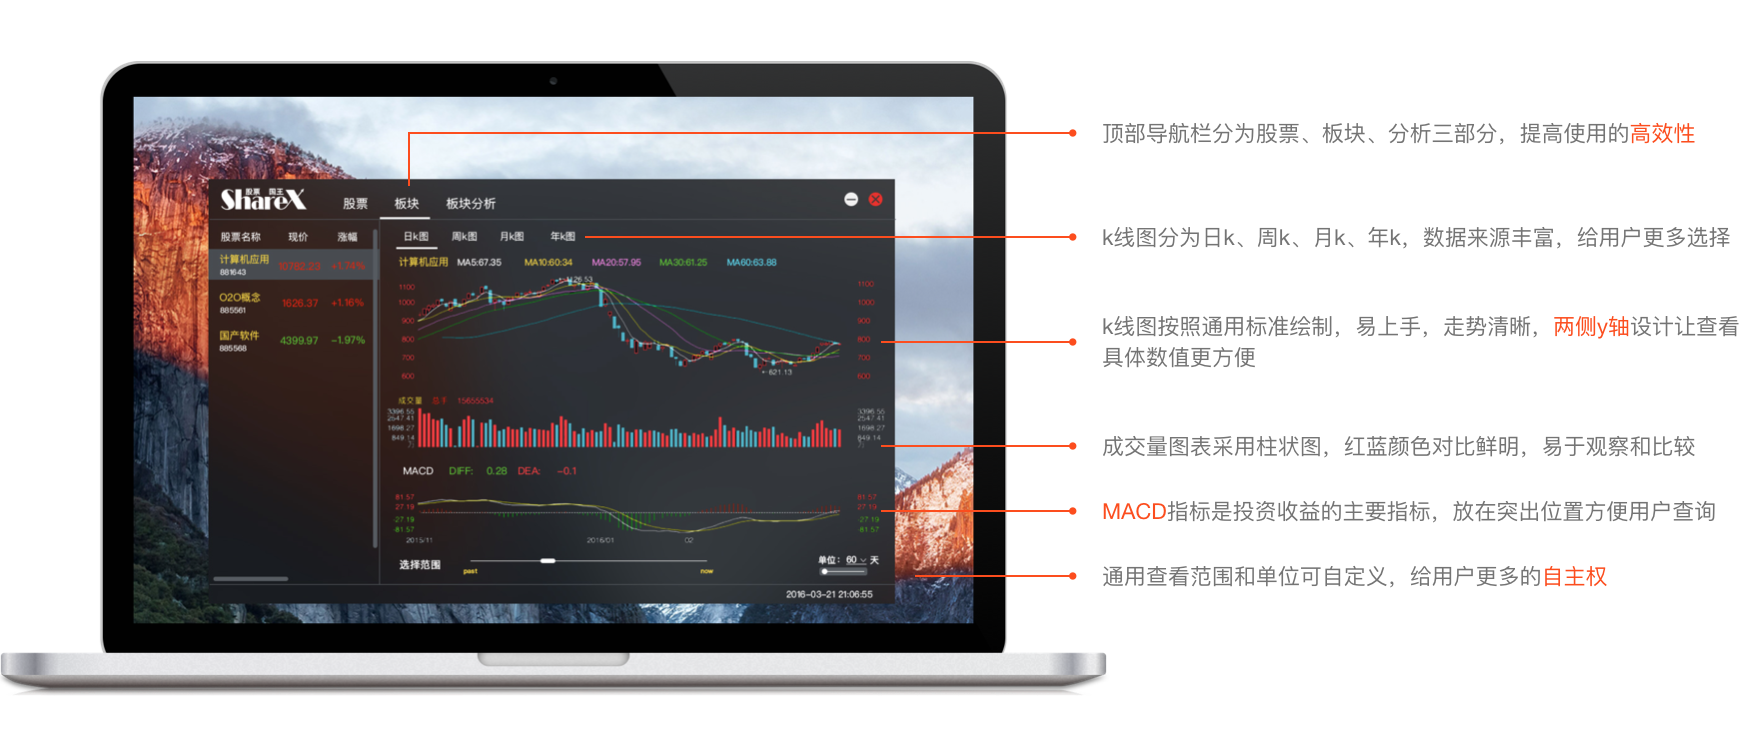 顶部导航栏分为股票、板块、分析三部分，提高使用的高效性
k线图分为日k、周k、月k、年k，数据来源丰富，给用户更多选择
k线图按照通用标准绘制，易上手，走势清晰，两侧y轴设计让查看
具体数值更方便
成交量图表采用柱状图，红蓝颜色对比鲜明，易于观察和比较
MACD指标是投资收益的主要指标，放在突出位置方便用户查询
通用查看范围和单位可自定义，给用户更多的自主权
股票 国王
ShareX
股票 板块 板块分析
股票名称 现价 涨幅
计算机应用 +1.74%
881643
O2O概念 1626.37 +1.16%
885561
国产软件 4399.97 -1.97%
885568
日k图 周k图 月k图 年k图
计算机应用 MA5:67.35 MA10:60:34 MA20:57.95 MA30:61.25 MA60:63.88
1126.53
1100 1100
1000 1000
900 900
800 800
700 700
600 600
621.13
成交量 总手 15655534
3396.55 3396.55
2547.41 2547.41
1698.27 1698.27
849.14 849.14
MACD DIFF: 0.28 DEA: -0.1
81.57 81.57
27.19 27.19
-27.19 -27.19
-81.57 -81.57
2015/11 2016/01 02
选择范围 past now
单位： 60 天
2016-03-21 21:06:55